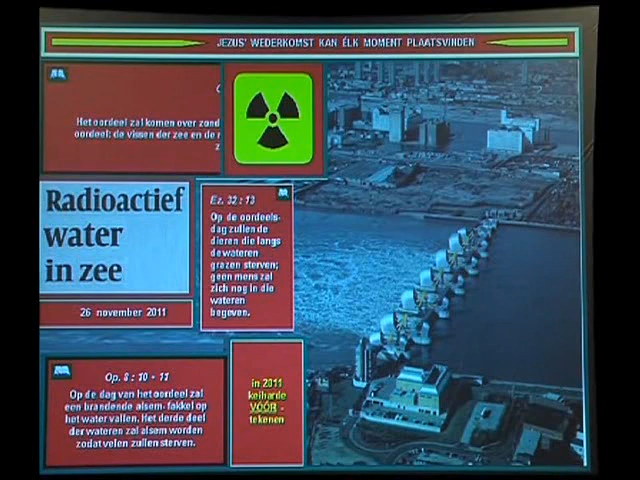 JEZUS' WEDERKOMST KAN ÉLK MOMENT PLAATSVINDEN
Het oordeel zal komen over zond
oordeel: de vissen der zee en de
Radioactief
water
in zee
26 november 2011
Ez. 32 : 13
Op de oordeels-
dag zullen de
dieren die langs
de wateren
grazen sterven;
geen mens zal
zich nog in die
wateren
begeven.
Op. 8 : 10 - 11
Op de dag van het oordeel zal
een brandende alsem- fakkel op
het water vallen. Het derde deel
der wateren zal alsem worden
zodat velen zullen sterven.
in 2011
keiharde
VÓÓR -
tekenen